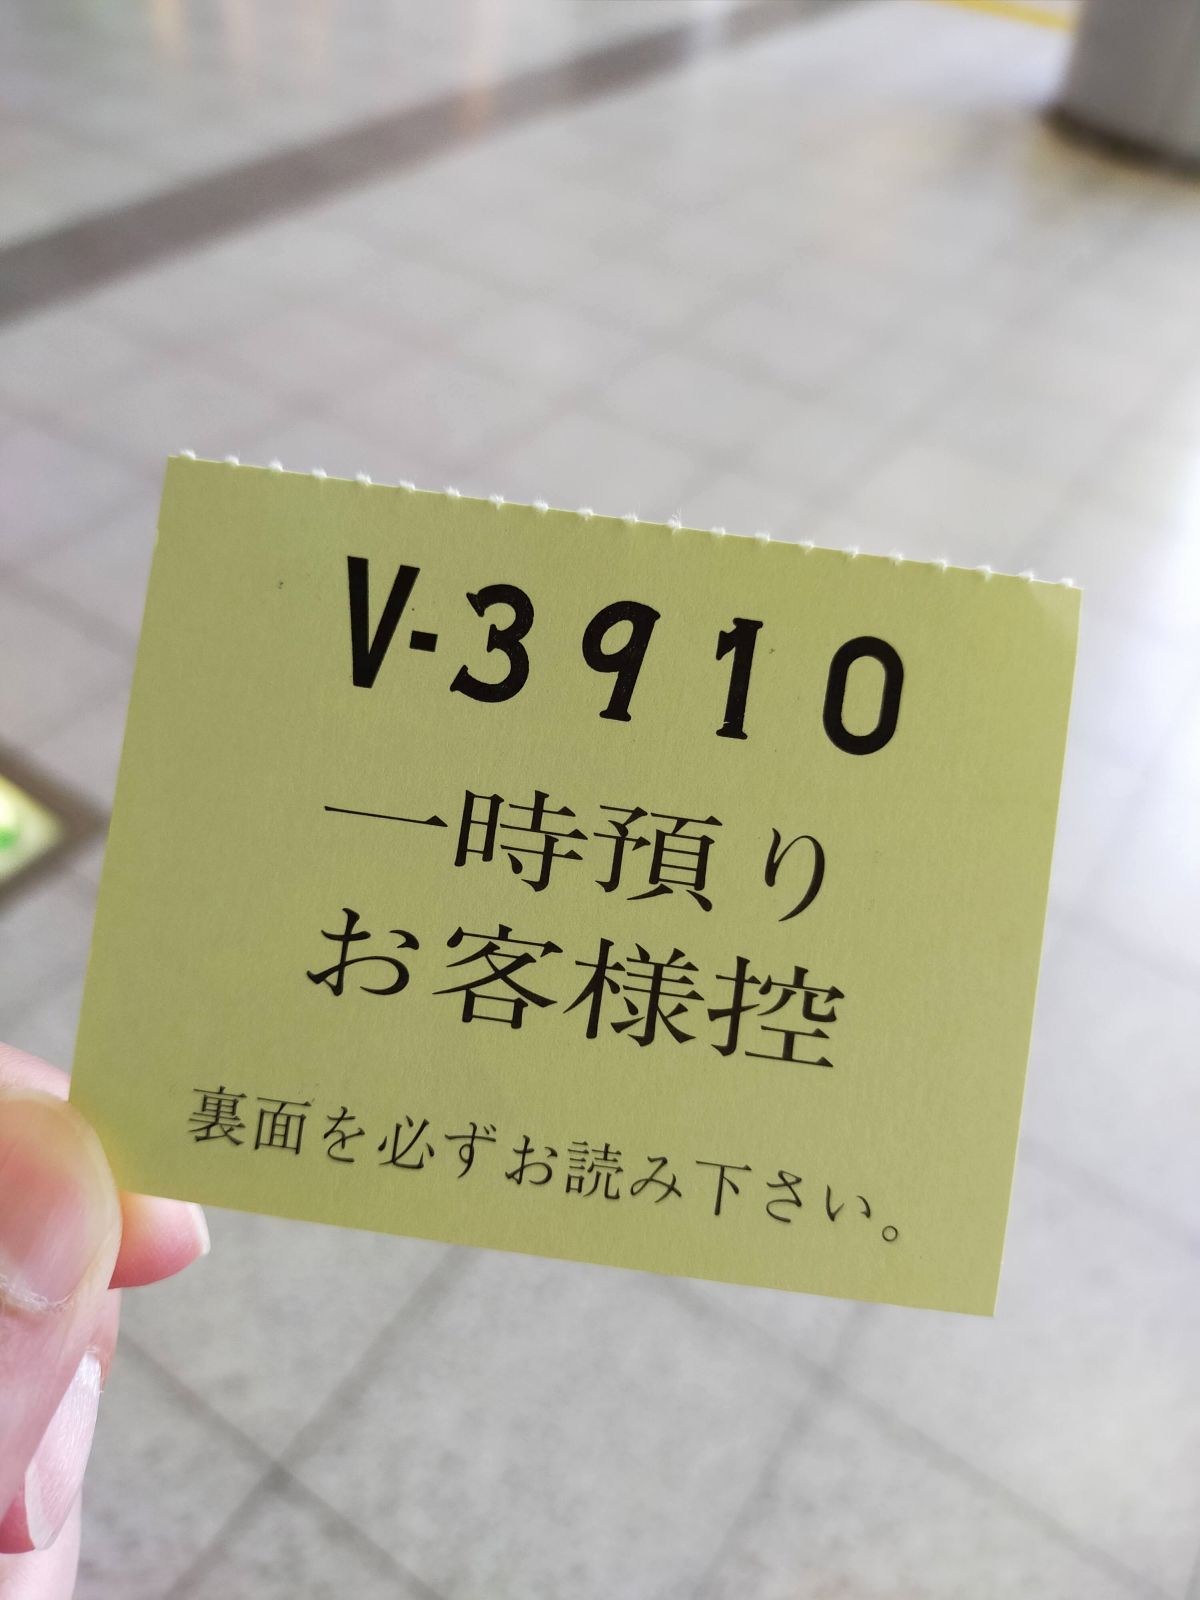 V-3910
一時預り
お客様控
裏面を必ずお読み下さい。